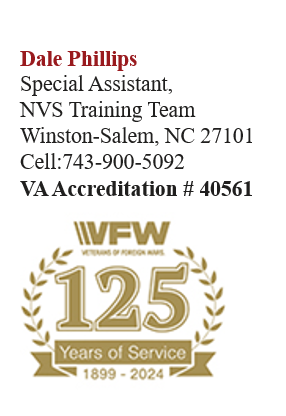 Dale Phillips
Special Assistant,
NVS Training Team
Winston-Salem, NC 27101
Cell:743-900-5092
VA Accreditation # 40561
VFW
VETERANS OF FOREIGN WARS.
125
Years of Service
1899 - 2024